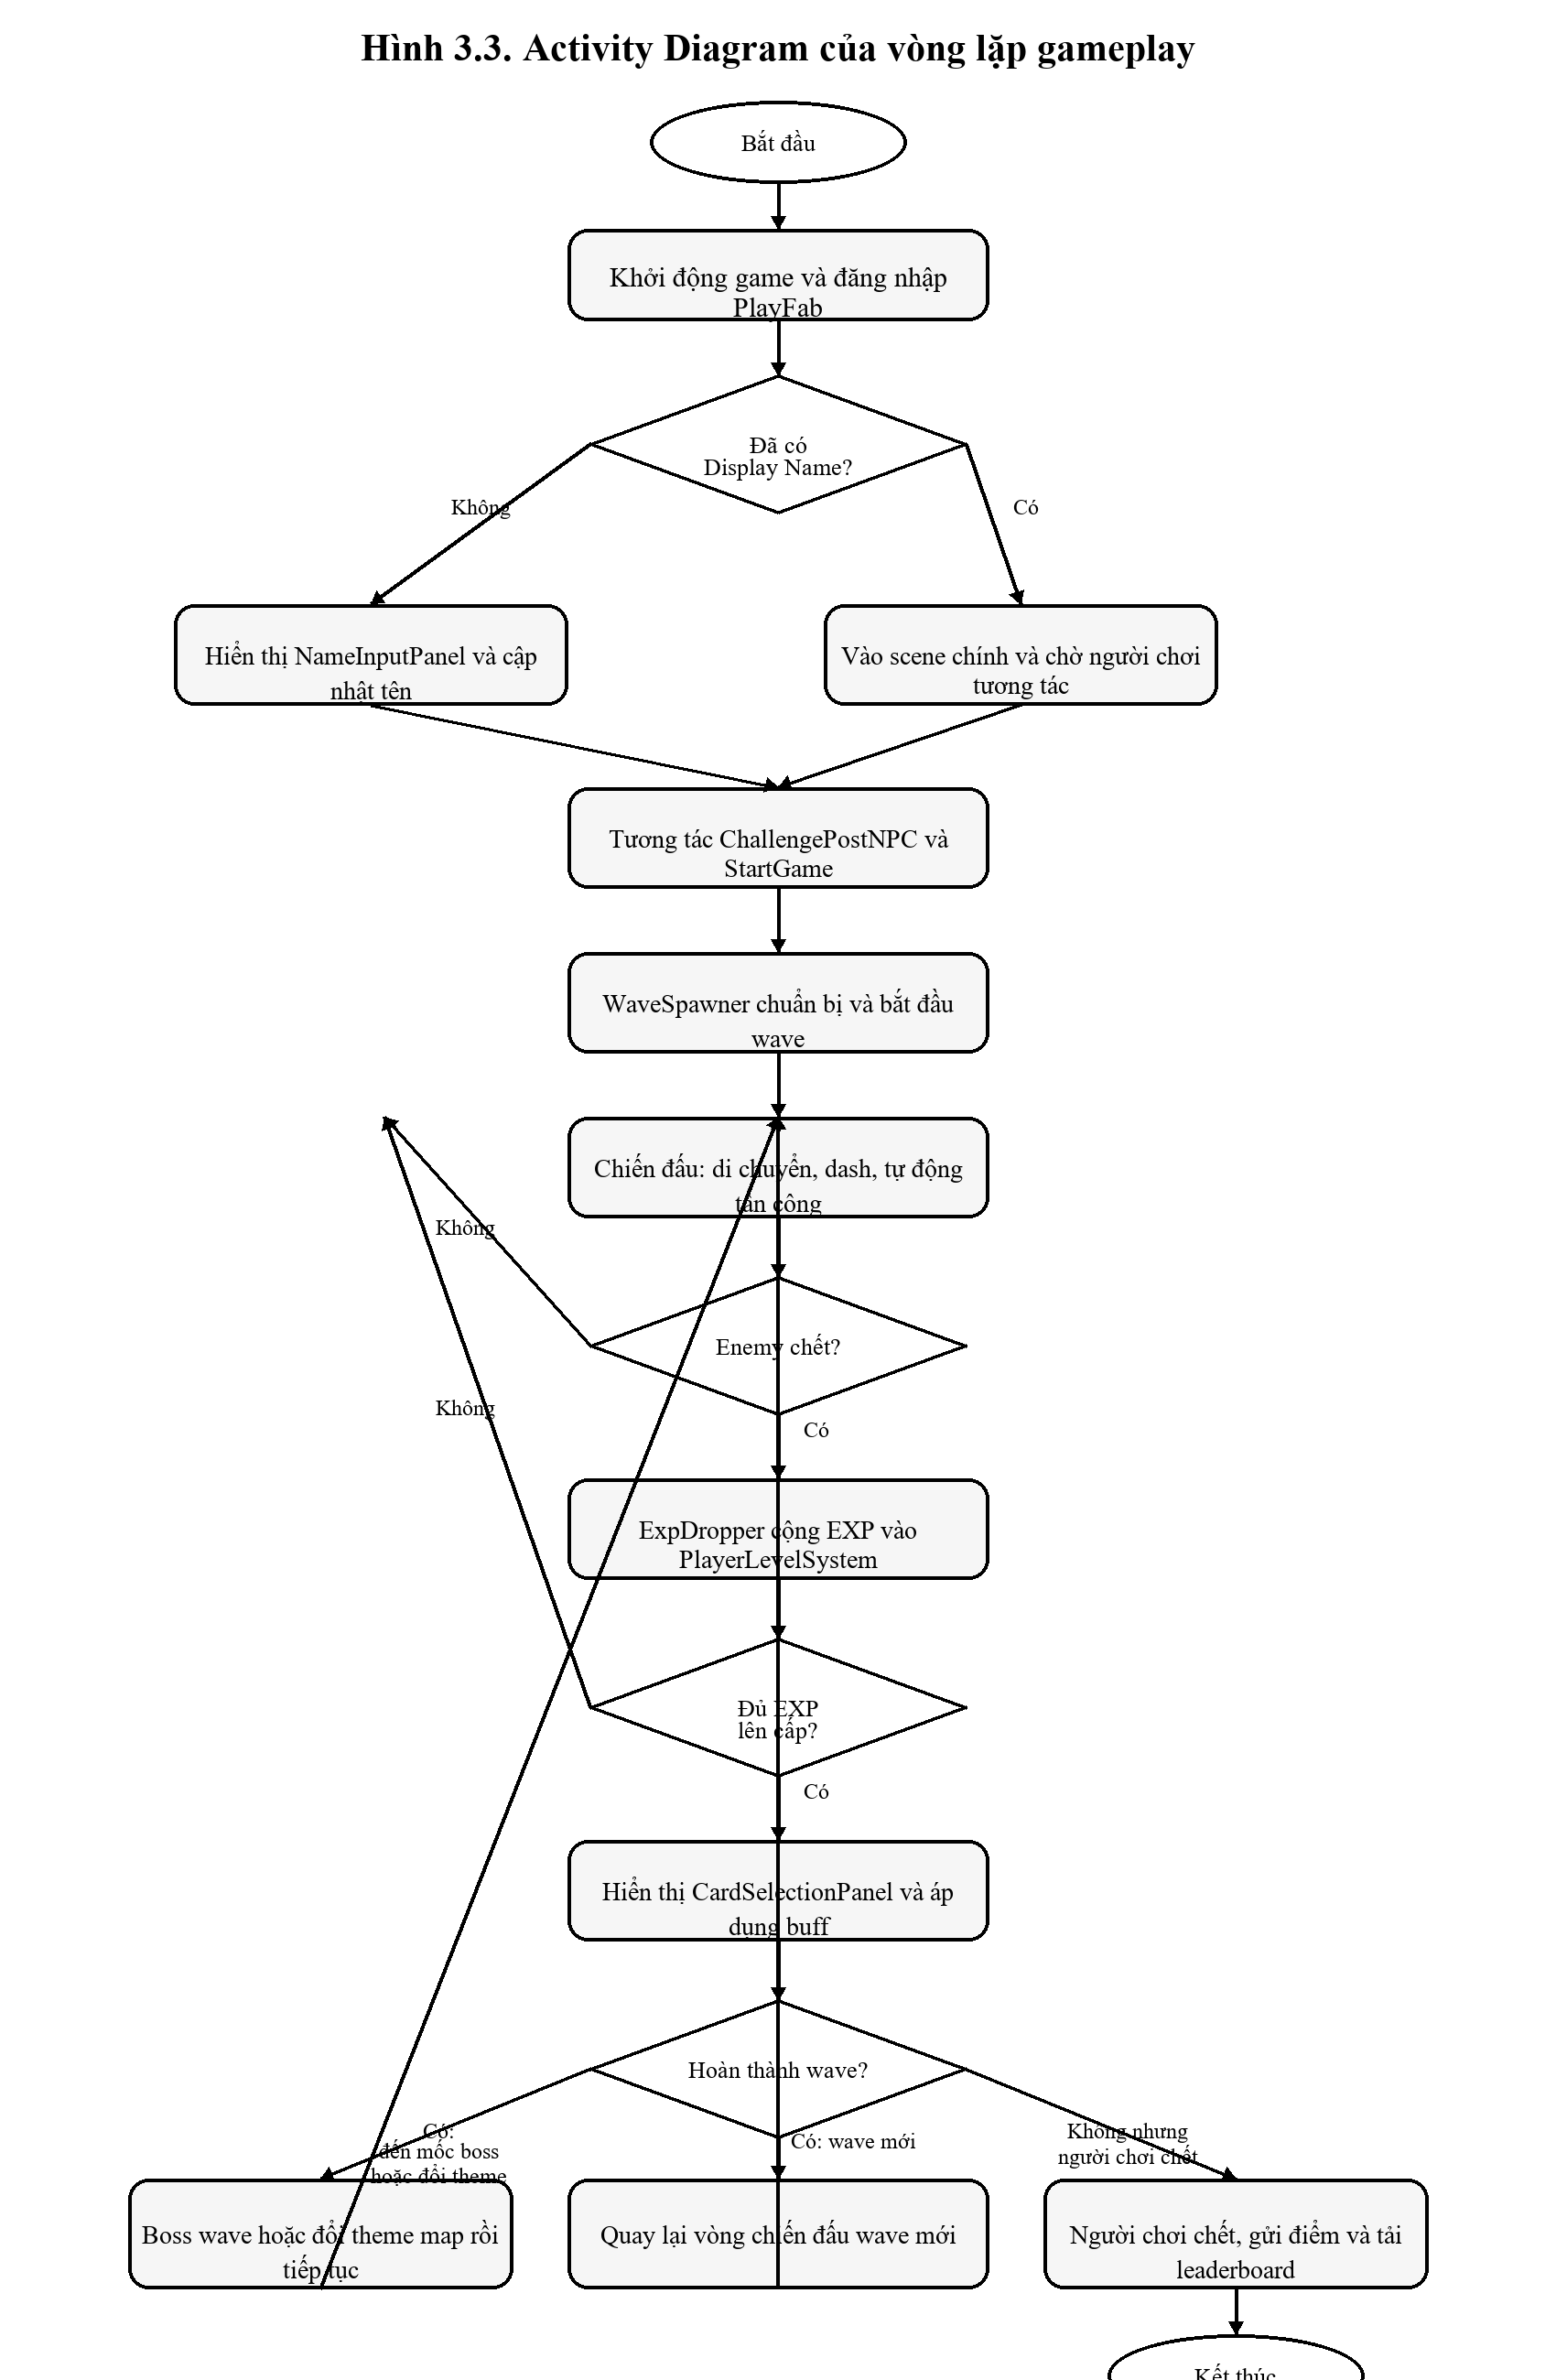 Hình 3.3. Activity Diagram của vòng lặp gameplay
Bắt đầu
Khởi động game và đăng nhập
PlayFab
Đã có
Display Name?
Không
Có
Hiển thị NameInputPanel và cập
nhật tên
Vào scene chính và chờ người chơi
tương tác
Tương tác ChallengePostNPC và
StartGame
WaveSpawner chuẩn bị và bắt đầu
wave
Chiến đấu: di chuyển, dash, tự động
tấn công
Không
Enemy chết?
Không
Có
ExpDropper cộng EXP vào
PlayerLevelSystem
Đủ EXP
lên cấp?
Có
Hiển thị CardSelectionPanel và áp
dụng buff
Hoàn thành wave?
Có:
đến mốc boss
hoặc đổi theme
Có: wave mới
Không nhưng
người chơi chết
Boss wave hoặc đổi theme map rồi
tiếp tục
Quay lại vòng chiến đấu wave mới
Người chơi chết, gửi điểm và tải
leaderboard
Kết thúc